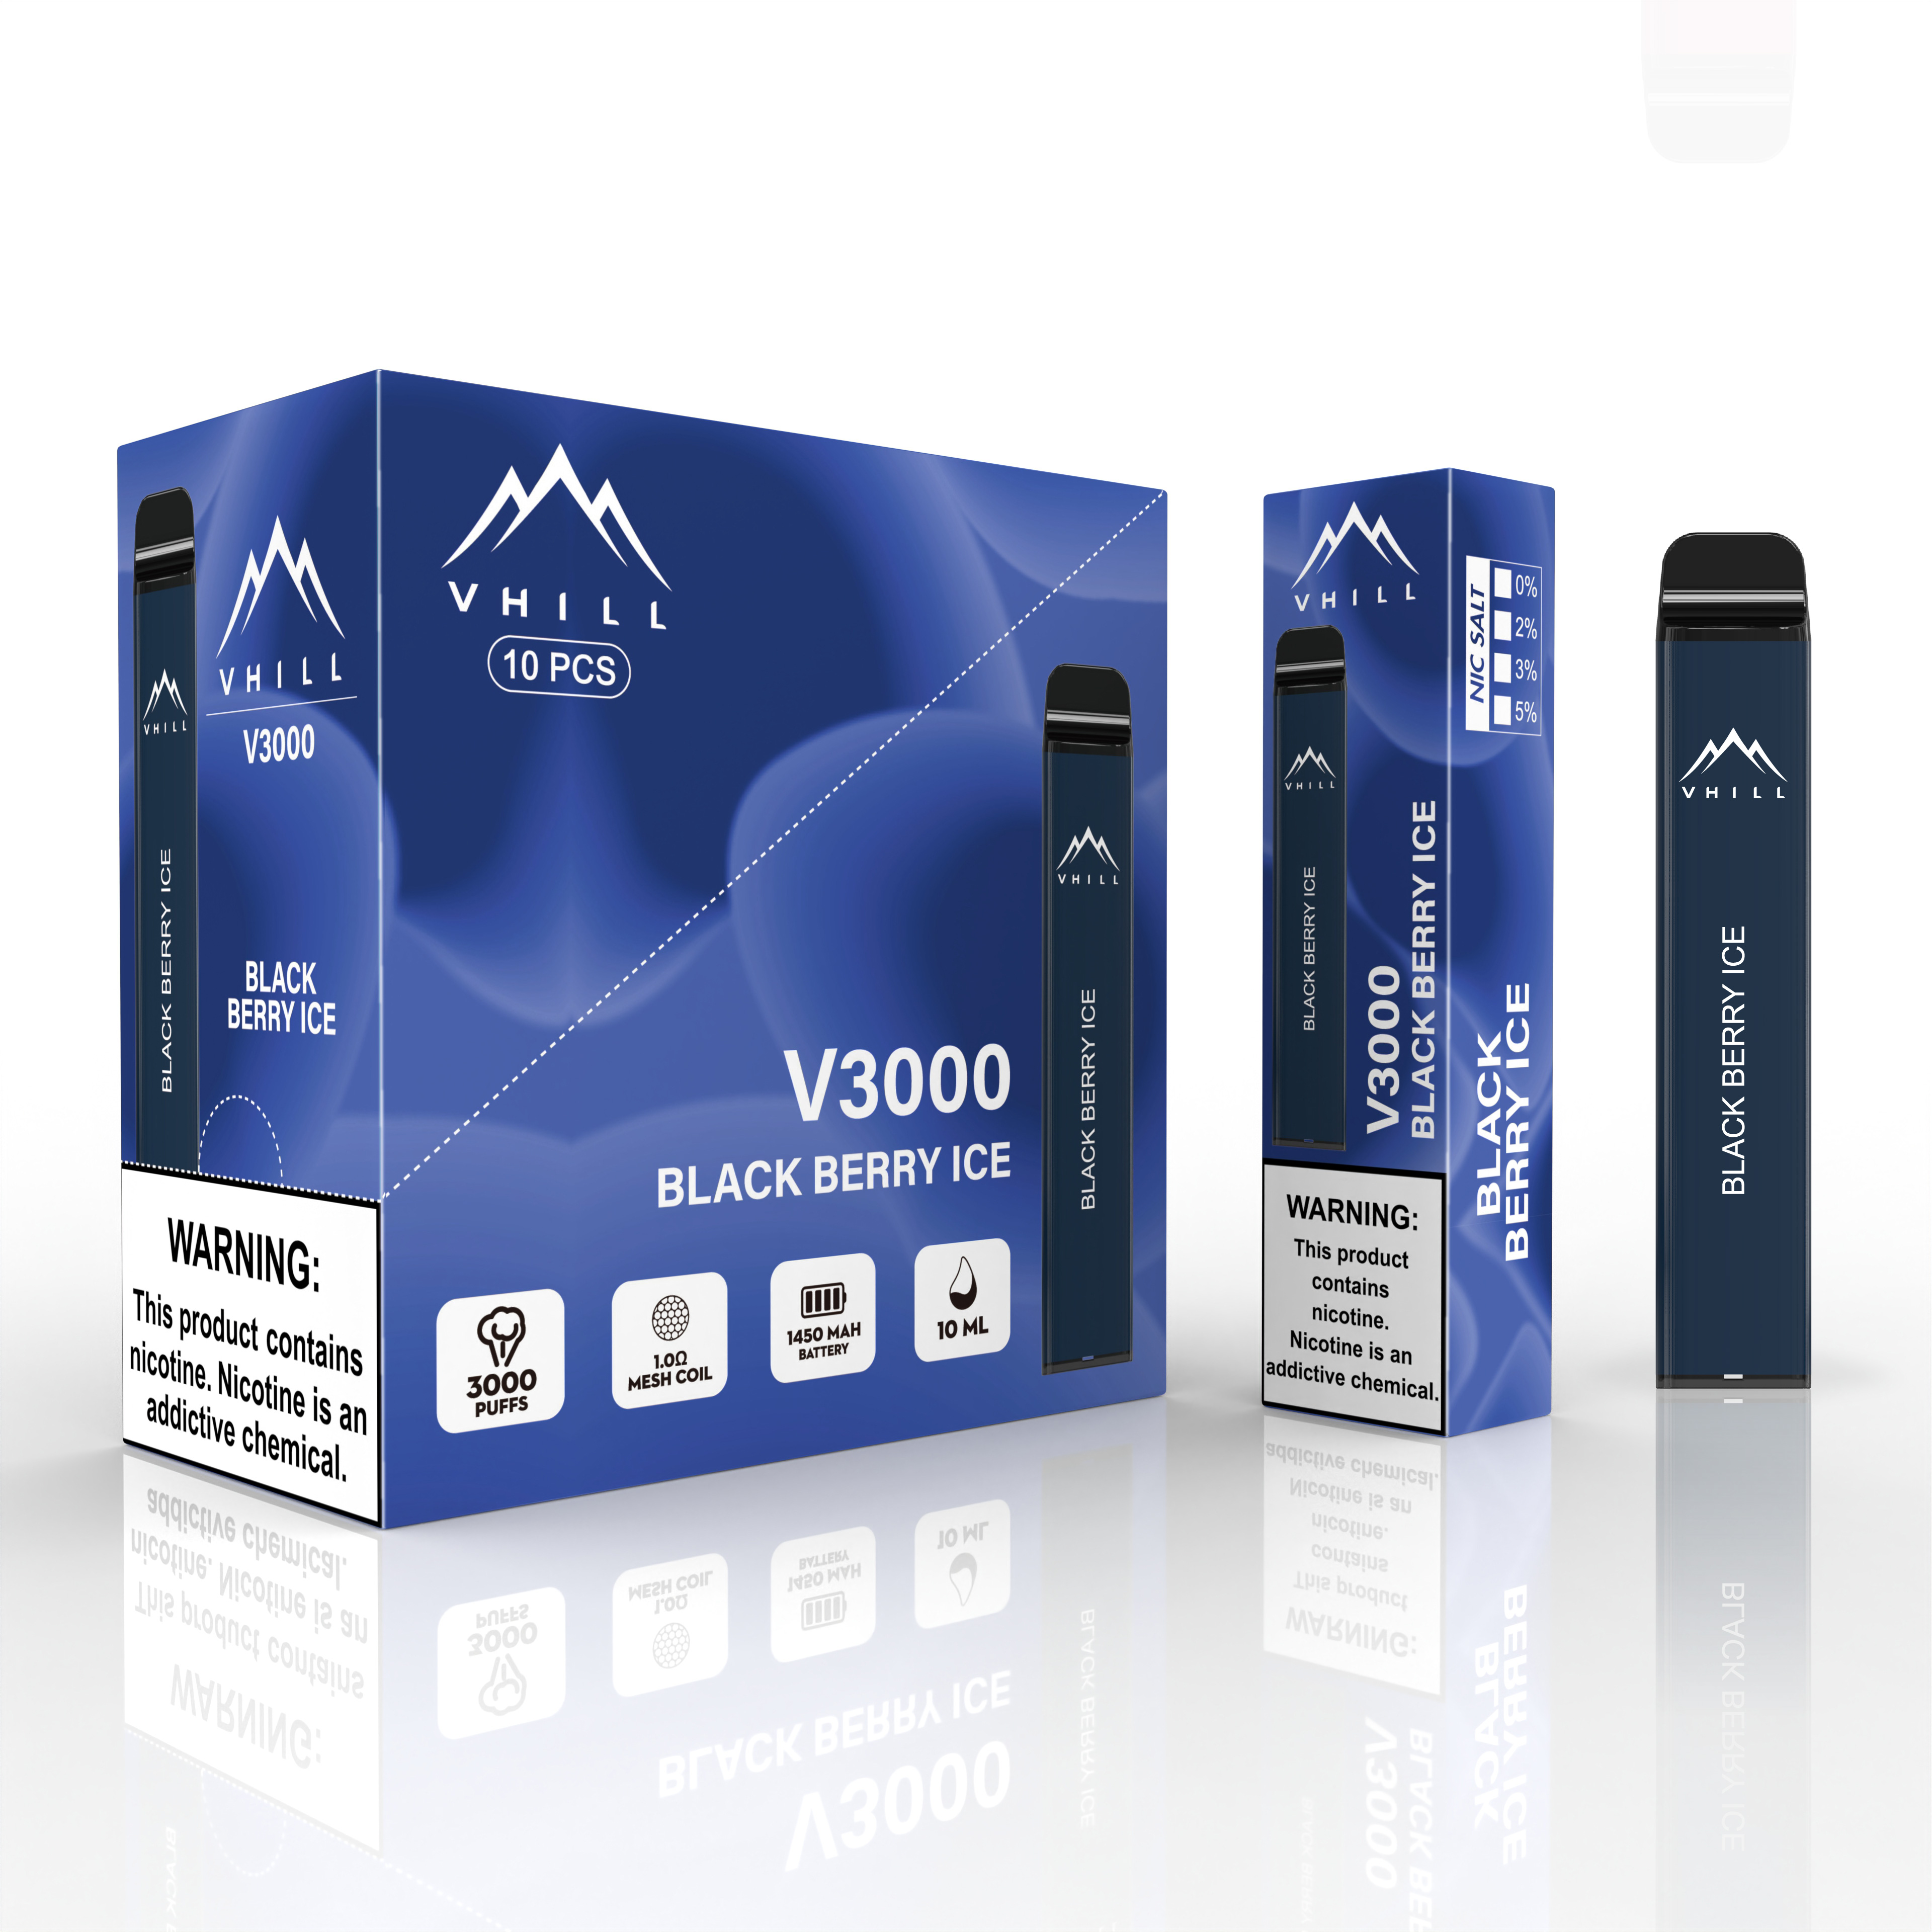 VHILL
BLACK BERRY ICE
VHILL
V3000
BLACK
BERRY ICE
WARNING:
This product contains
nicotine. Nicotine is an
addictive chemical.
VHILL
10 PCS
V3000
BLACK BERRY ICE
3000
PUFFS
1.0Ω
MESH COIL
1450 MAH
BATTERY
10 ML
VHILL
BLACK BERRY ICE
VHILL
VHILL
BLACK BERRY ICE
V3000
BLACK BERRY ICE
WARNING:
This product
contains
nicotine.
Nicotine is an
addictive chemical.
NIC SALT
0%
2%
3%
5%
BLACK
BERRY ICE
VHILL
BLACK BERRY ICE